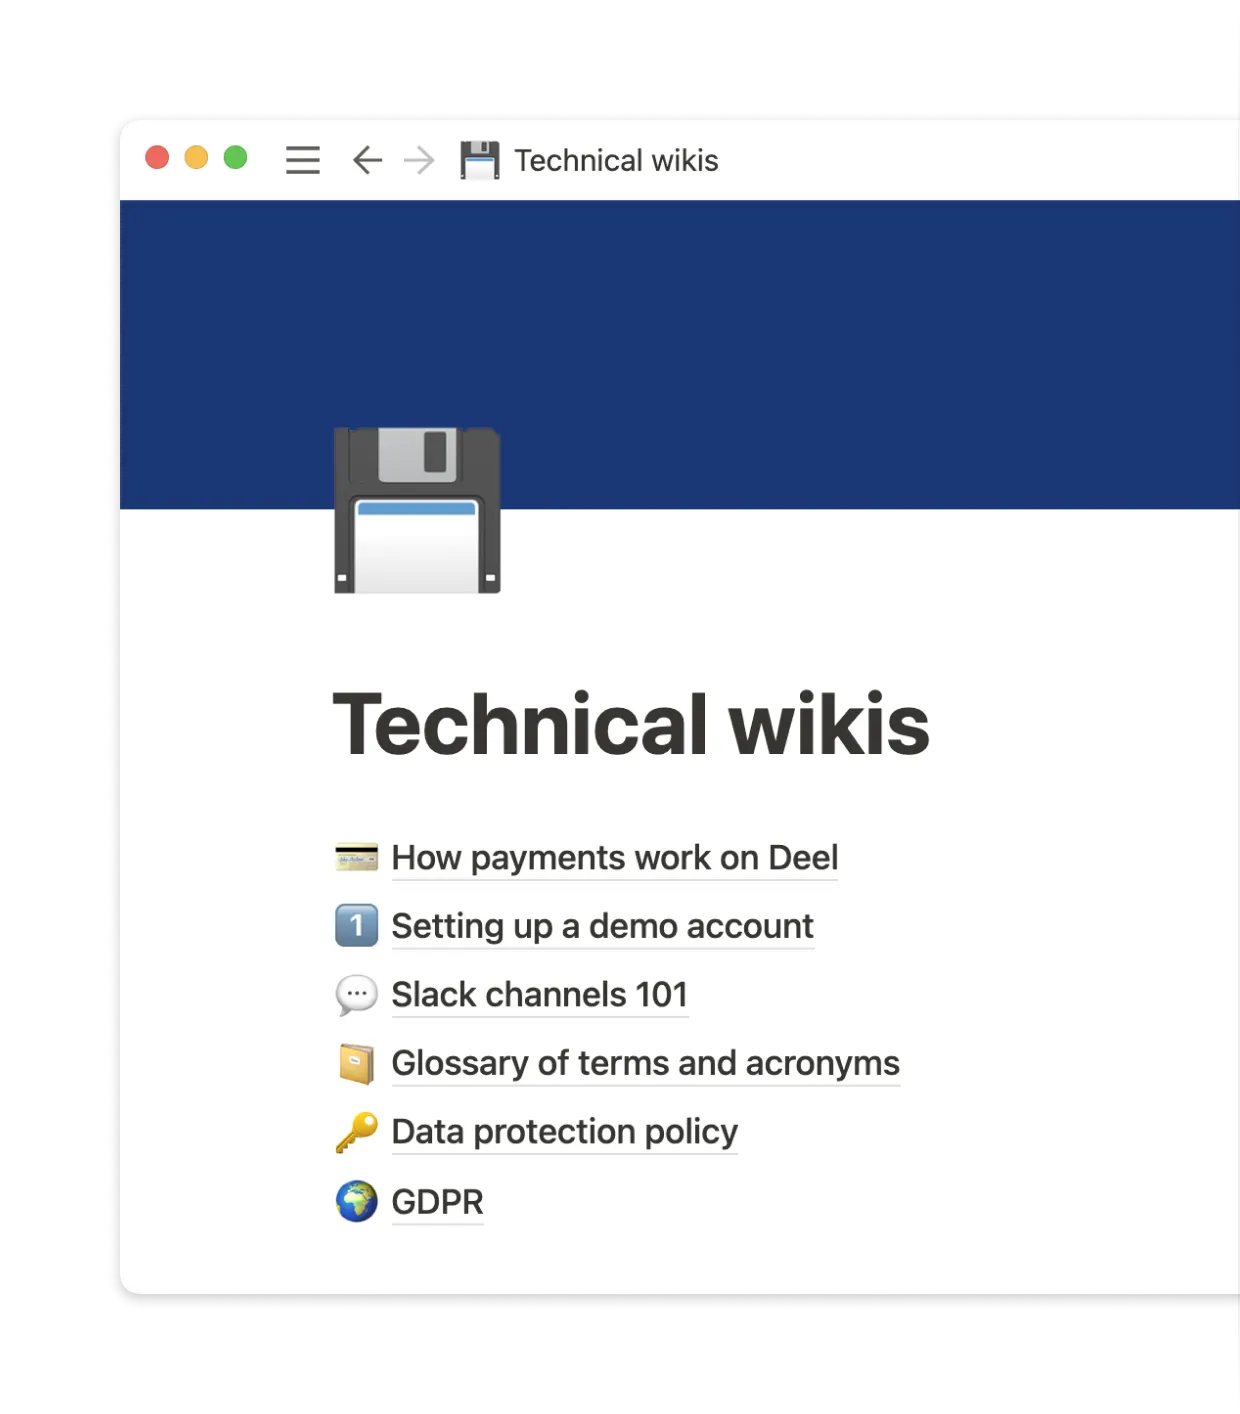 Technical wikis
Technical wikis
How payments work on Deel
1
Setting up a demo account
Slack channels 101
Glossary of terms and acronyms
Data protection policy
GDPR